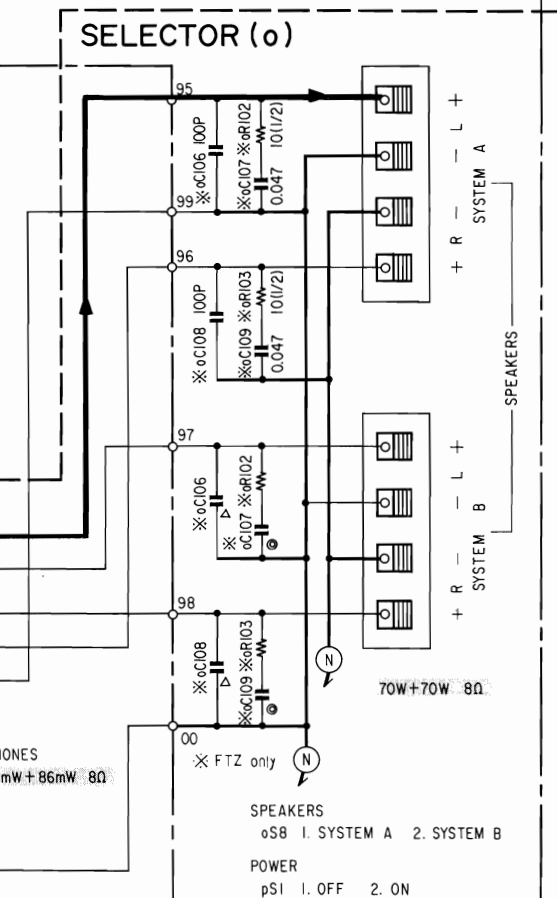 SELECTOR (o)
95
※oC106 100P
※oC107 ※oR102
0.047 10(1/2)
99
96
※oC108 100P
※oC109 ※oR103
0.047 10(1/2)
+ R - - L +
SYSTEM A
SPEAKERS
97
※oC106
△
※oC107 ※oR102
◎
98
※oC108
△
※oC109 ※oR103
◎
+ R - - L +
SYSTEM B
N
70W+70W 8Ω
00
※ FTZ only
N
IONES
mW+86mW 8Ω
SPEAKERS
oS8 1. SYSTEM A 2. SYSTEM B
POWER
pS1 1. OFF 2. ON